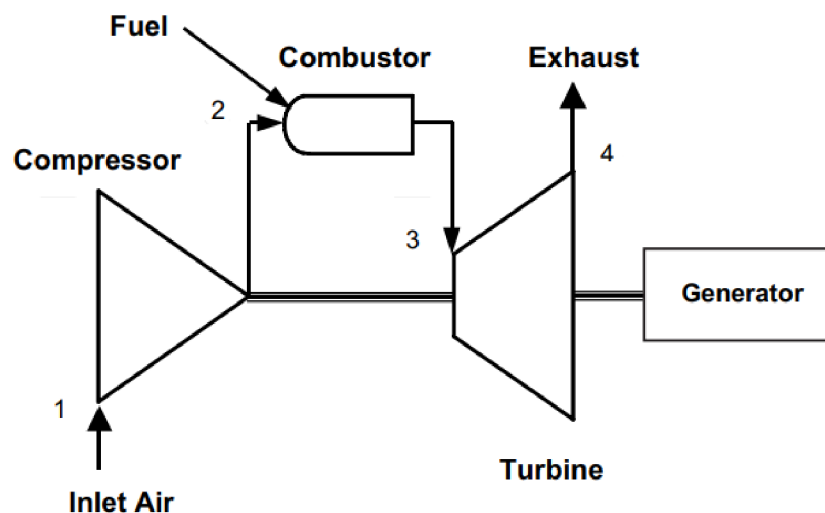 Fuel
Combustor
Exhaust
2
4
Compressor
3
Generator
1
Turbine
Inlet Air